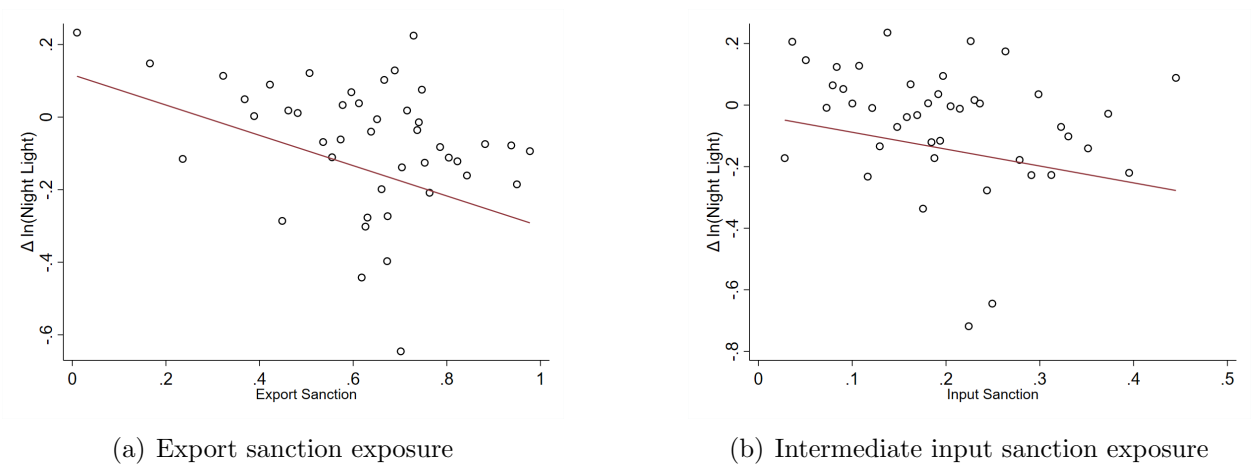 Δ ln(Night Light)
.2
0
-.2
-.4
-.6
0 .2 .4 .6 .8 1
Export Sanction
(a) Export sanction exposure
Δ ln(Night Light)
.2
0
-.2
-.4
-.6
-.8
0 .1 .2 .3 .4 .5
Input Sanction
(b) Intermediate input sanction exposure